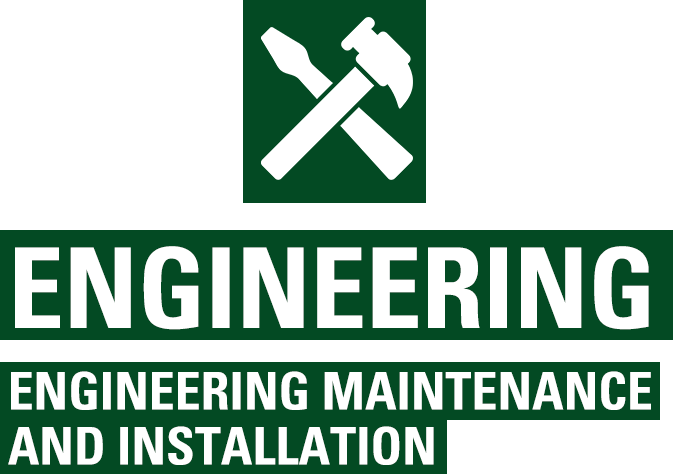 ENGINEERING
ENGINEERING MAINTENANCE
AND INSTALLATION